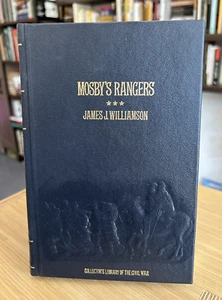 MOSBY'S RANGERS
★★★
JAMES J. WILLIAMSON
COLLECTOR'S LIBRARY OF THE CIVIL WAR